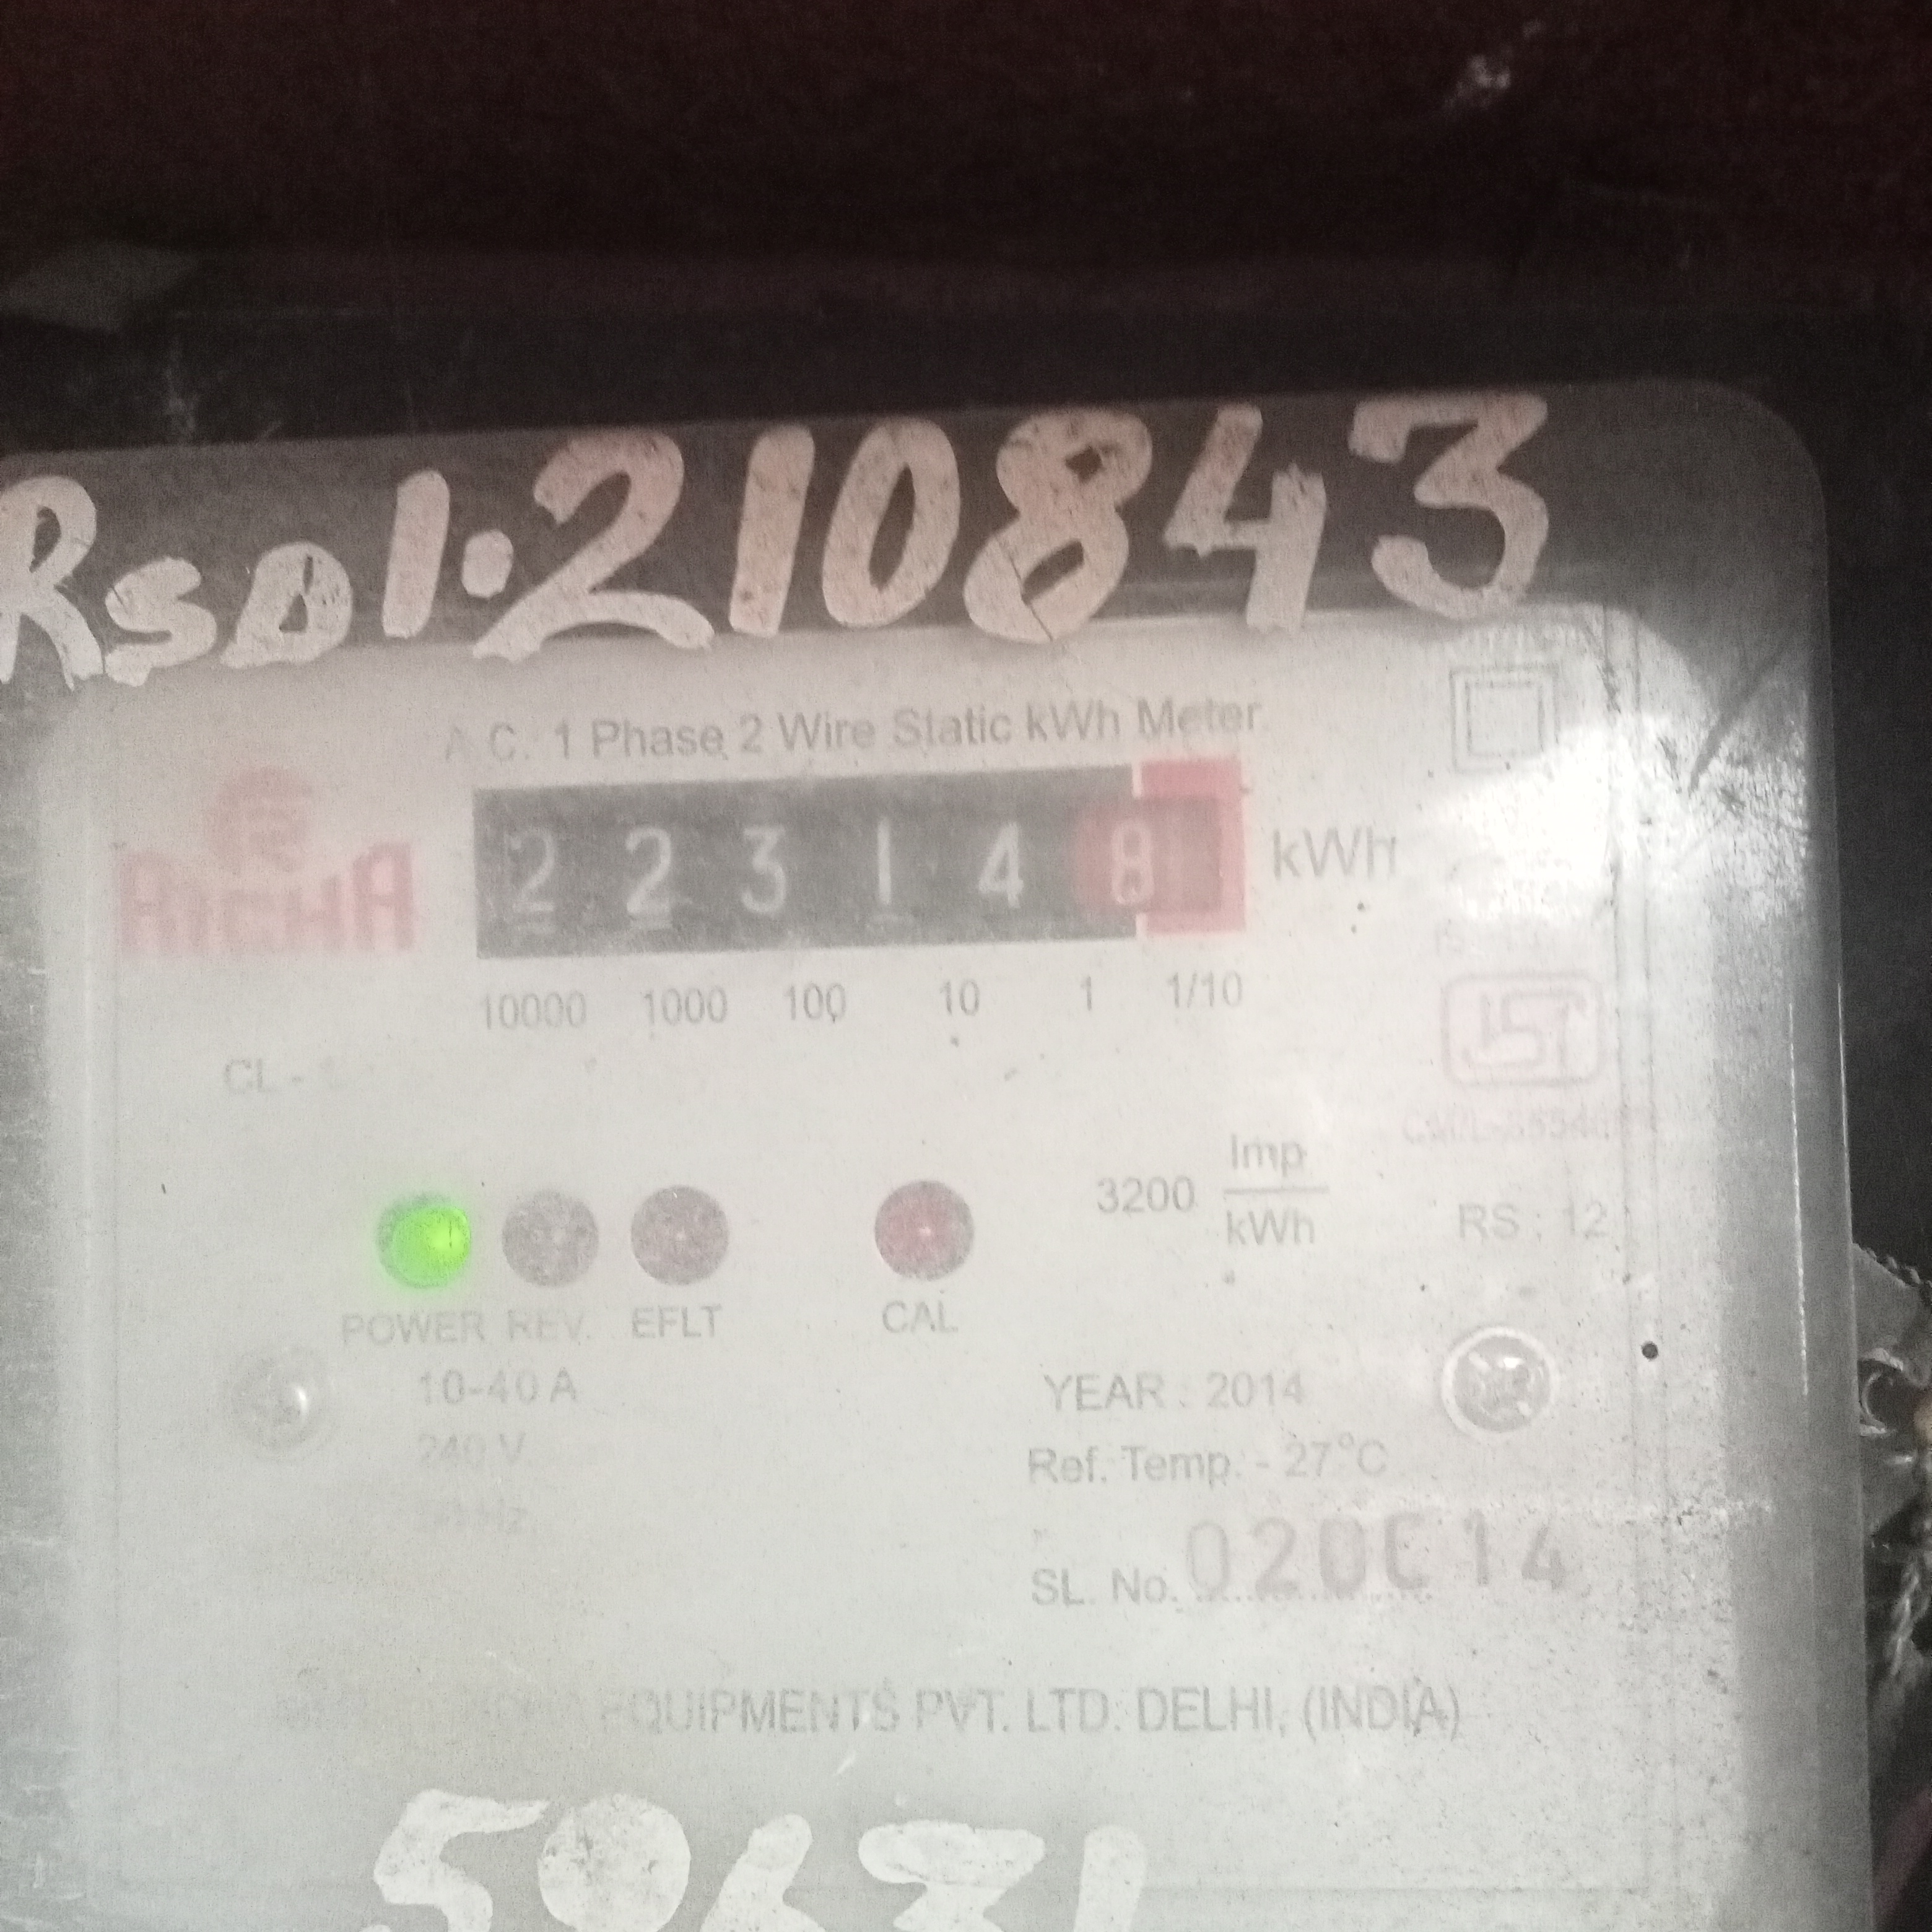 RSD1.210843
A.C. 1 Phase 2 Wire Static kWh Meter
RICHA
2 2 3 1 4 8 kWh
10000 1000 100 10 1 1/10
CL -
3200 Imp/kWh
RS : 12
POWER REV. EFLT CAL
10-40 A
240 V
YEAR : 2014
Ref. Temp. - 27°C
SL. No. 020C14
EQUIPMENTS PVT. LTD. DELHI, (INDIA)